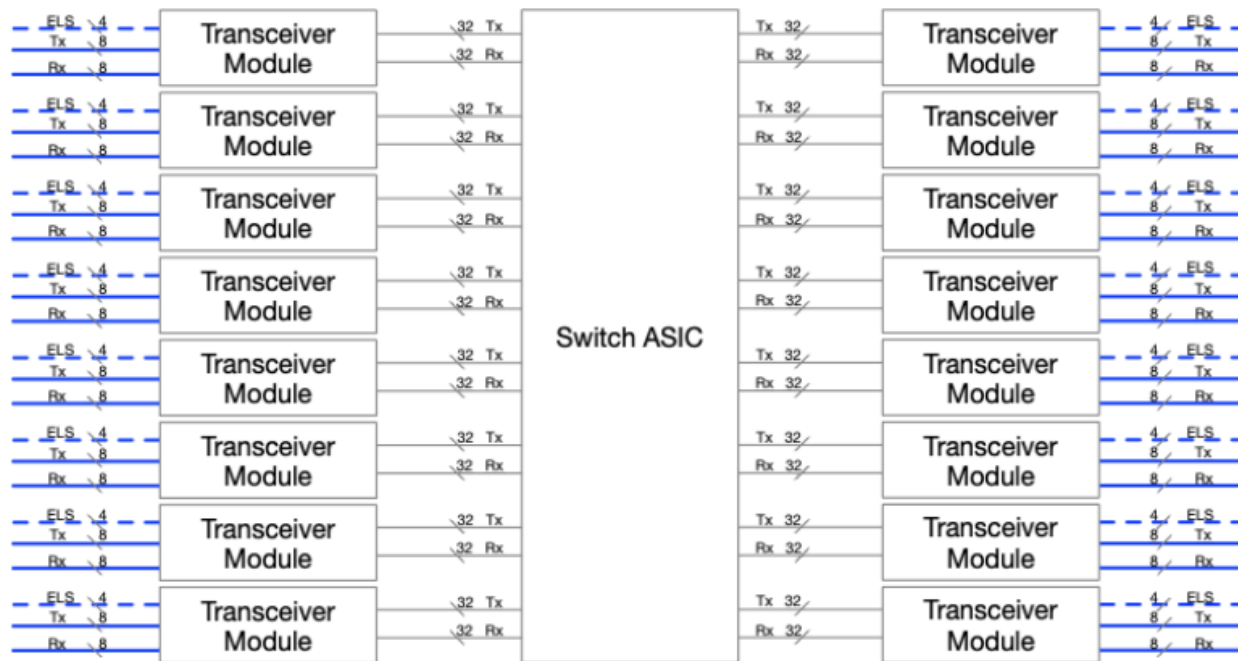 ELS 4 Transceiver Module 32 Tx Tx 32 Transceiver Module 4 ELS
Tx 8 8 Tx
Rx 8 32 Rx Rx 32 8 Rx
ELS 4 Transceiver Module 32 Tx Tx 32 Transceiver Module 4 ELS
Tx 8 8 Tx
Rx 8 32 Rx Rx 32 8 Rx
ELS 4 Transceiver Module 32 Tx Tx 32 Transceiver Module 4 ELS
Tx 8 8 Tx
Rx 8 32 Rx Rx 32 8 Rx
ELS 4 Transceiver Module 32 Tx Tx 32 Transceiver Module 4 ELS
Tx 8 8 Tx
Rx 8 32 Rx Rx 32 8 Rx
Switch ASIC
ELS 4 Transceiver Module 32 Tx Tx 32 Transceiver Module 4 ELS
Tx 8 8 Tx
Rx 8 32 Rx Rx 32 8 Rx
ELS 4 Transceiver Module 32 Tx Tx 32 Transceiver Module 4 ELS
Tx 8 8 Tx
Rx 8 32 Rx Rx 32 8 Rx
ELS 4 Transceiver Module 32 Tx Tx 32 Transceiver Module 4 ELS
Tx 8 8 Tx
Rx 8 32 Rx Rx 32 8 Rx
ELS 4 Transceiver Module 32 Tx Tx 32 Transceiver Module 4 ELS
Tx 8 8 Tx
Rx 8 32 Rx Rx 32 8 Rx